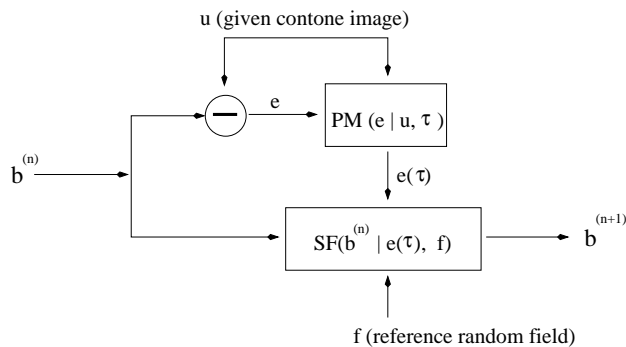 u (given contone image)
e
PM (e | u, τ )
b^(n)
e(τ)
SF(b^(n) | e(τ), f)
b^(n+1)
f (reference random field)